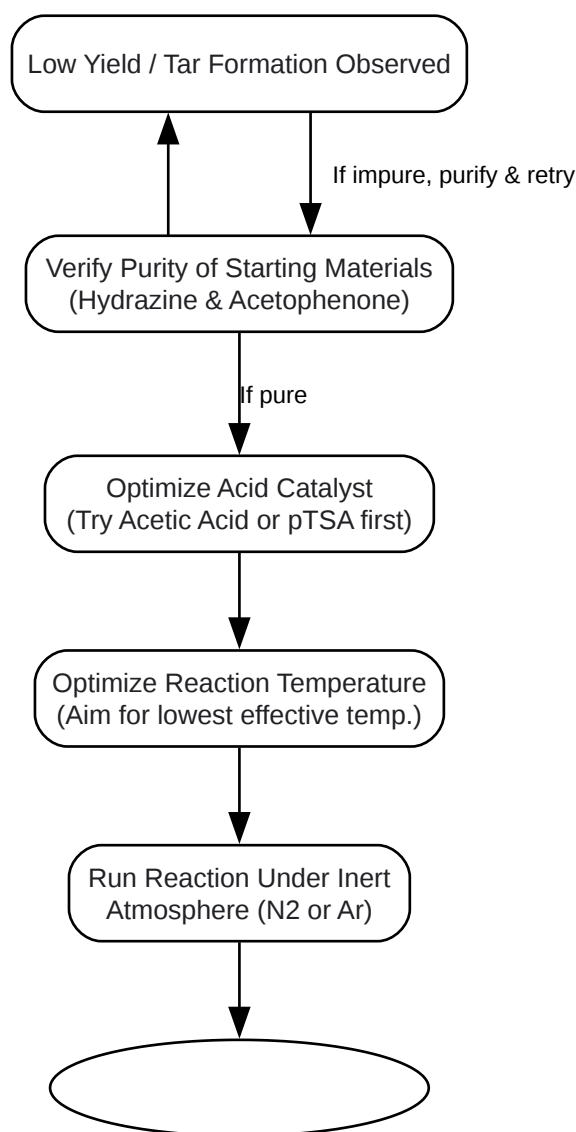 Low Yield / Tar Formation Observed
If impure, purify & retry
Verify Purity of Starting Materials
(Hydrazine & Acetophenone)
If pure
Optimize Acid Catalyst
(Try Acetic Acid or pTSA first)
Optimize Reaction Temperature
(Aim for lowest effective temp.)
Run Reaction Under Inert
Atmosphere (N2 or Ar)